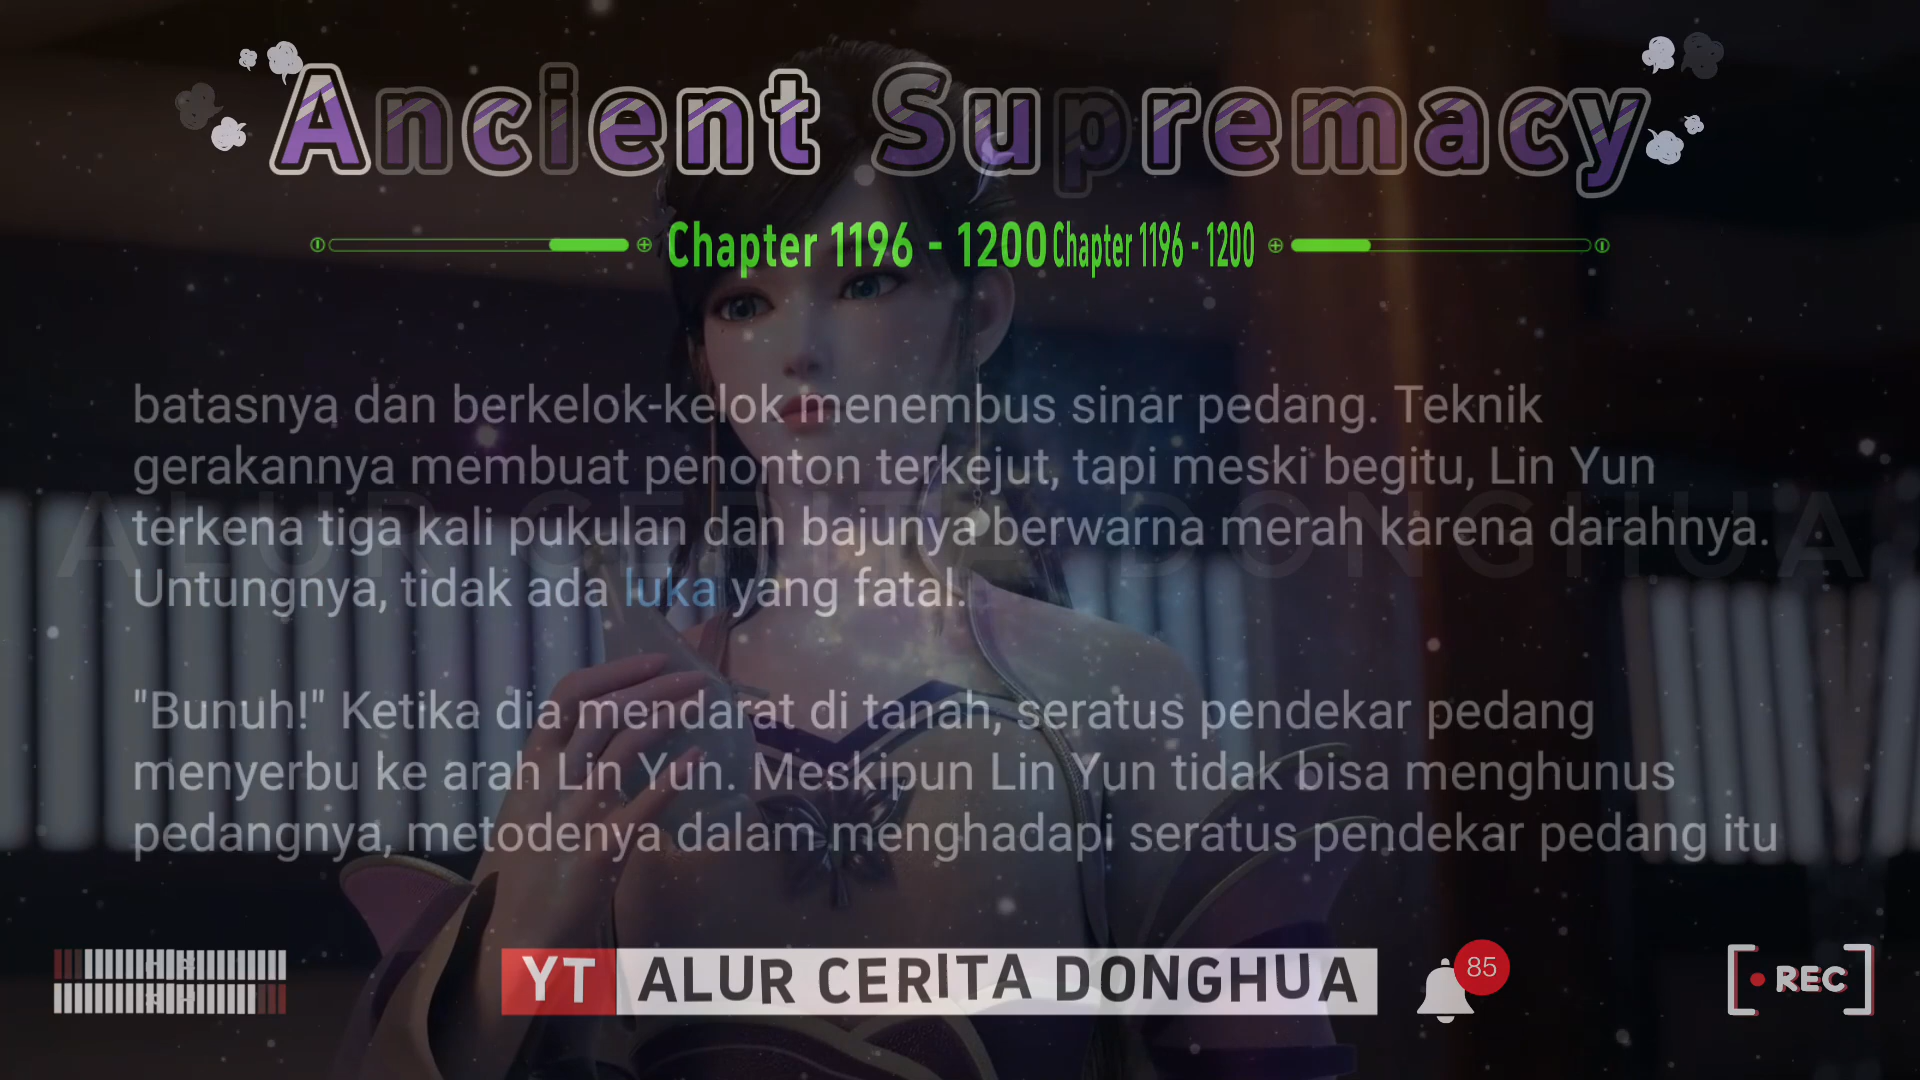 Ancient Supremacy
Chapter 1196 - 1200 Chapter 1196 - 1200
batasnya dan berkelok-kelok menembus sinar pedang. Teknik
gerakannya membuat penonton terkejut, tapi meski begitu, Lin Yun
ALUR CERITA DONGHUA
terkena tiga kali pukulan dan bajunya berwarna merah karena darahnya.
Untungnya, tidak ada luka yang fatal.
"Bunuh!" Ketika dia mendarat di tanah, seratus pendekar pedang
menyerbu ke arah Lin Yun. Meskipun Lin Yun tidak bisa menghunus
pedangnya, metodenya dalam menghadapi seratus pendekar pedang itu
YT ALUR CERITA DONGHUA
85
REC